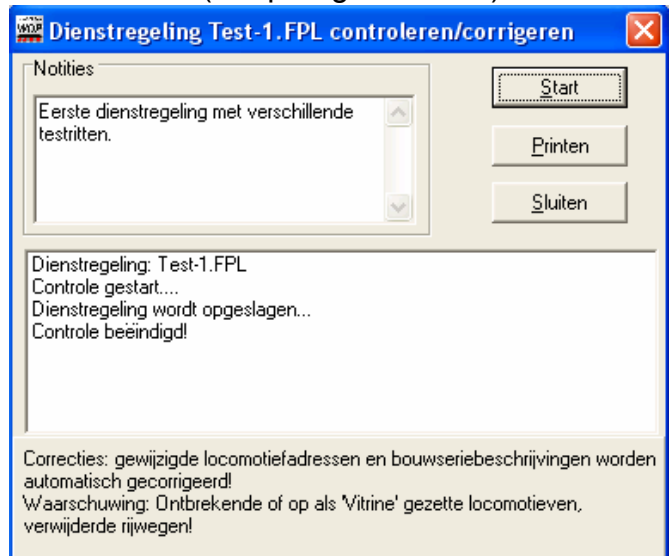 Dienstregeling Test-1.FPL controleren/corrigeren
Notities
Eerste dienstregeling met verschillende
testritten.
Start
Printen
Sluiten
Dienstregeling: Test-1.FPL
Controle gestart....
Dienstregeling wordt opgeslagen...
Controle beëindigd!
Correcties: gewijzigde locomotiefadressen en bouwseriebeschrijvingen worden
automatisch gecorrigeerd!
Waarschuwing: Ontbrekende of op als 'Vitrine' gezette locomotieven,
verwijderde rijwegen!